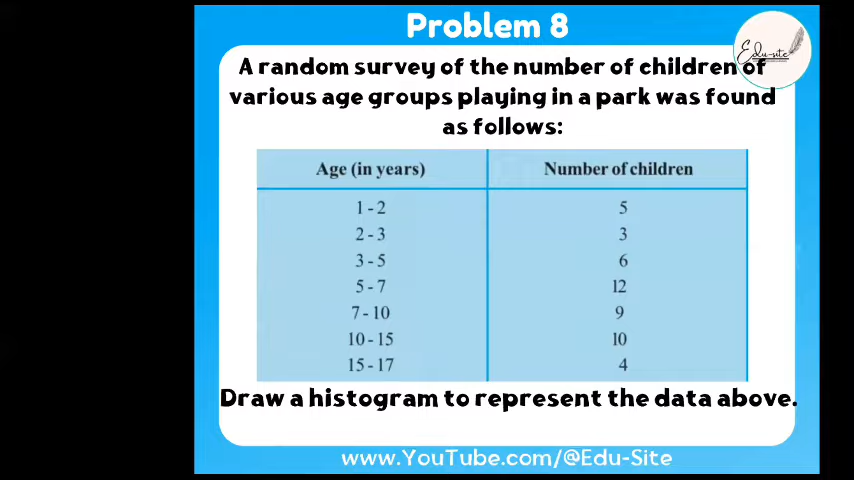 Problem 8
Edu-site
A random survey of the number of children of
various age groups playing in a park was found
as follows:
Age (in years) Number of children
1 - 2 5
2 - 3 3
3 - 5 6
5 - 7 12
7 - 10 9
10 - 15 10
15 - 17 4
Draw a histogram to represent the data above.
www.YouTube.com/@Edu-Site